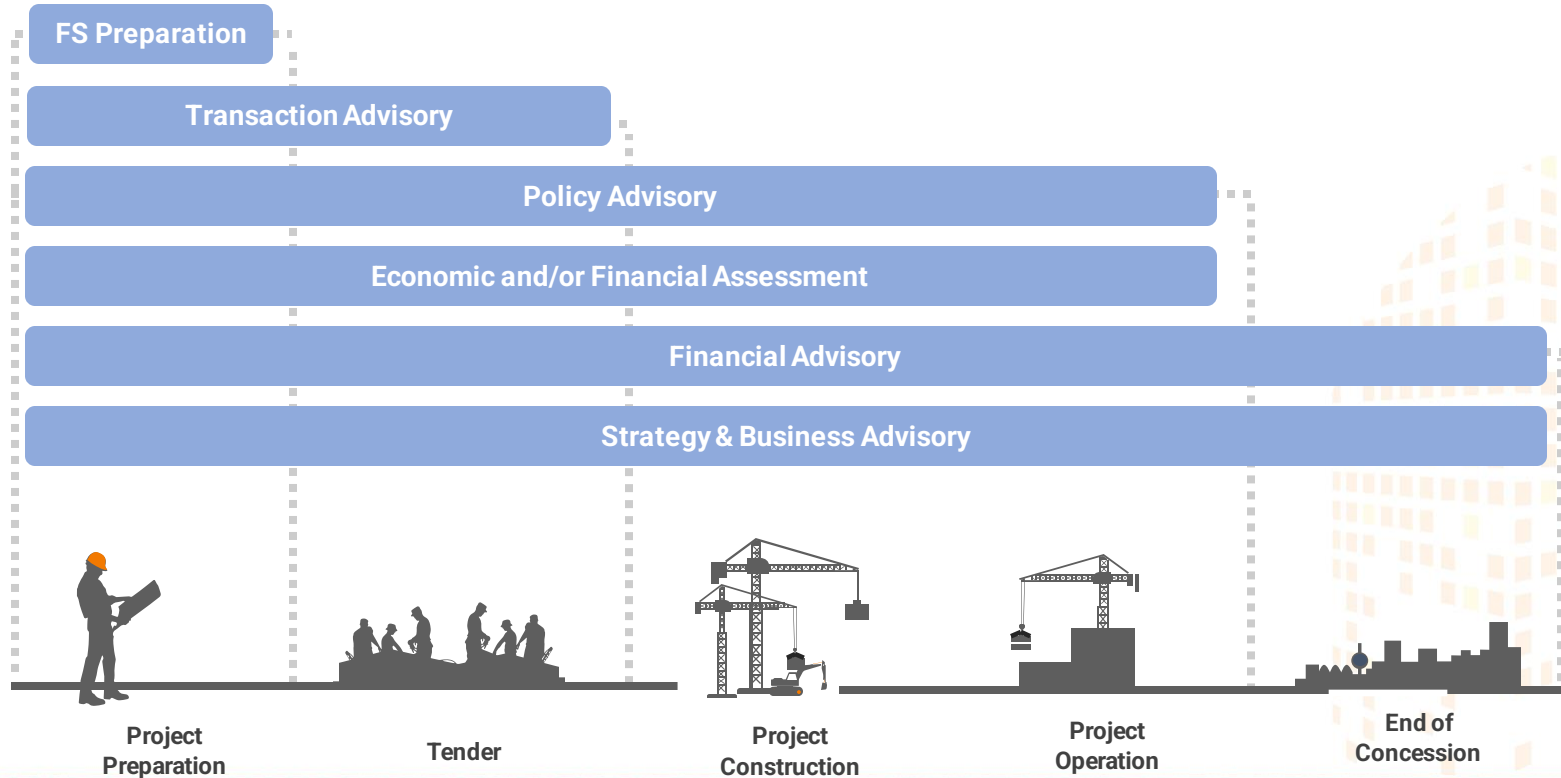 FS Preparation
Transaction Advisory
Policy Advisory
Economic and/or Financial Assessment
Financial Advisory
Strategy & Business Advisory
Project
Preparation
Tender
Project
Construction
Project
Operation
End of
Concession